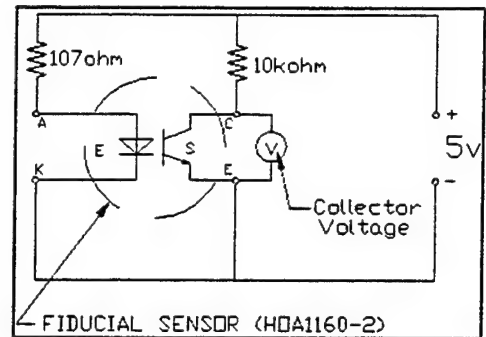 107ohm
10kohm
A
C
+
E
S
V
5v
K
E
-
Collector
Voltage
FIDUCIAL SENSOR (HOA1160-2)